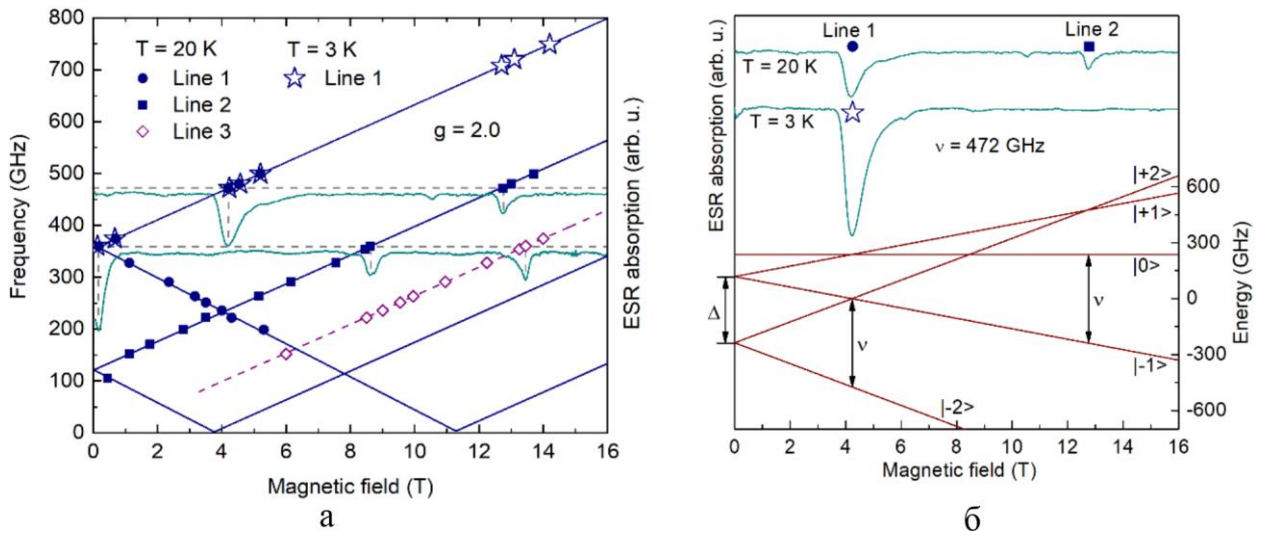 800
700
600
500
400
300
200
100
0
Frequency (GHz)
T = 20 K
T = 3 K
Line 1
Line 1
Line 2
Line 3
g = 2.0
0 2 4 6 8 10 12 14 16
Magnetic field (T)
ESR absorption (arb. u.)
а
Line 1
Line 2
T = 20 K
T = 3 K
ν = 472 GHz
ESR absorption (arb. u.)
|+2>
|+1>
|0>
|-1>
|-2>
Δ
ν
ν
600
300
0
-300
-600
Energy (GHz)
0 2 4 6 8 10 12 14 16
Magnetic field (T)
б